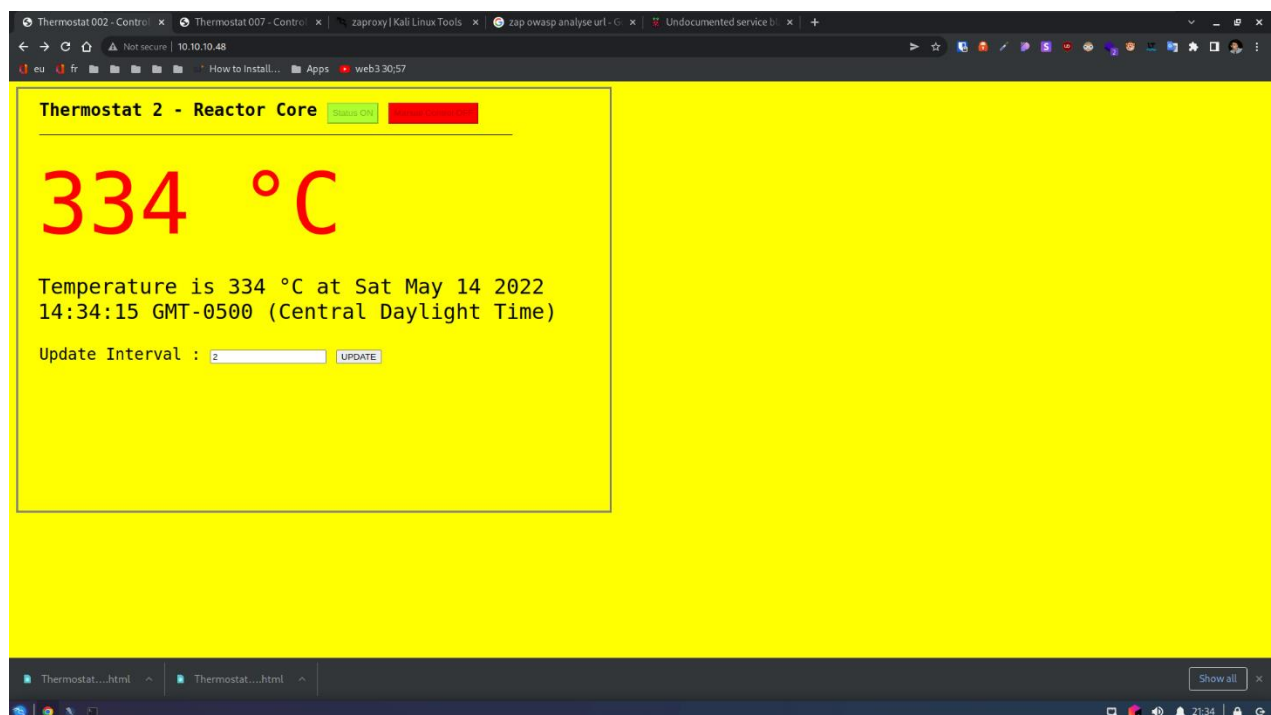 Thermostat 002 - Control
Thermostat 007 - Control
zaproxy | Kali Linux Tools
zap owasp analyse url - G
Undocumented service bl
Not secure | 10.10.10.48
eu
fr
How to Install...
Apps
web3 30;57
Thermostat 2 - Reactor Core
Status ON
334 °C
Temperature is 334 °C at Sat May 14 2022
14:34:15 GMT-0500 (Central Daylight Time)
Update Interval : 2 UPDATE
Thermostat....html
Thermostat....html
Show all
21:34